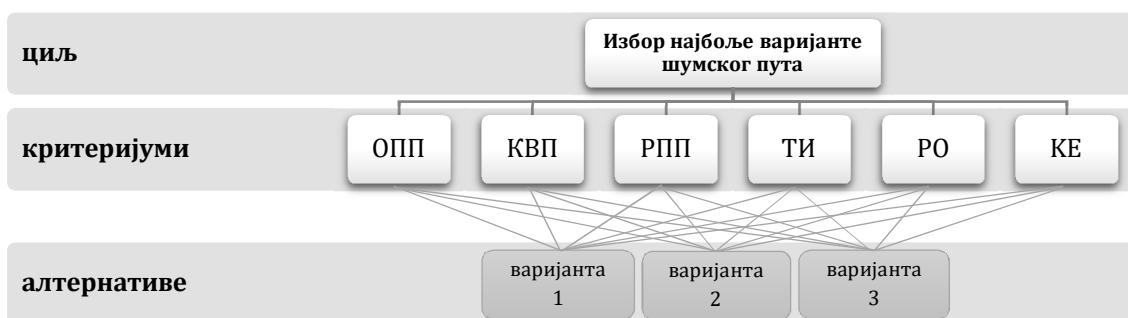 циљ
Избор најбоље варијанте
шумског пута
критеријуми
ОПП
КВП
РПП
ТИ
РО
КЕ
алтернативе
варијанта
1
варијанта
2
варијанта
3